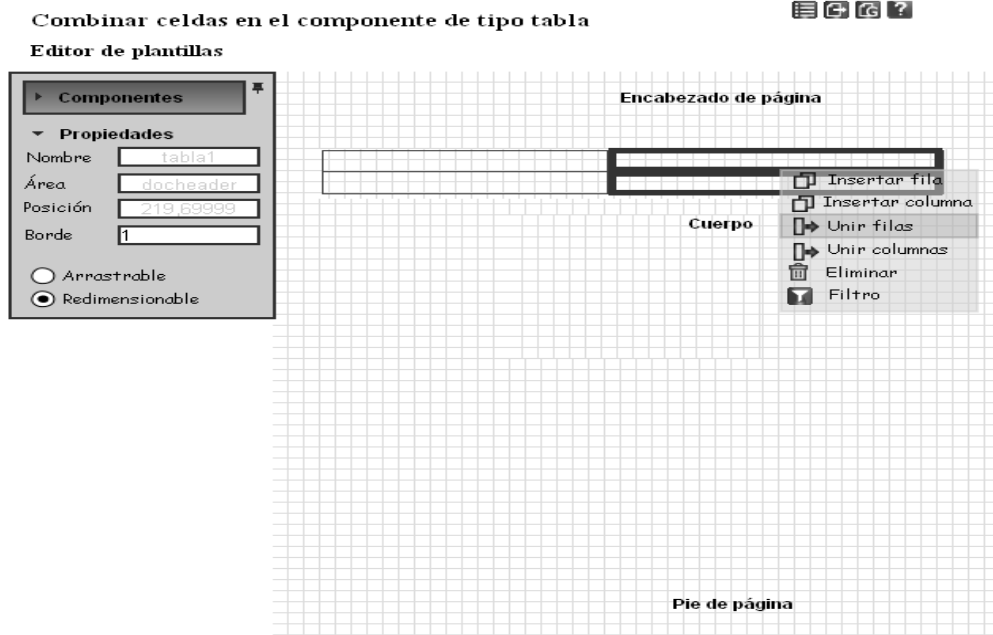 Combinar celdas en el componente de tipo tabla
Editor de plantillas
Componentes
Propiedades
Nombre tabla1
Área docheader
Posición 219,69999
Borde 1
Arrastrable
Redimensionable
Encabezado de página
Insertar fila
Insertar columna
Unir filas
Unir columnas
Eliminar
Filtro
Cuerpo
Pie de página